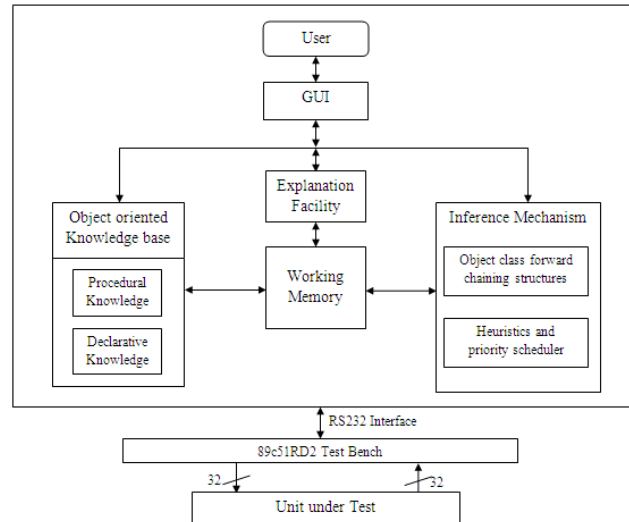 User
GUI
Explanation
Facility
Object oriented
Knowledge base
Procedural
Knowledge
Declarative
Knowledge
Working
Memory
Inference Mechanism
Object class forward
chaining structures
Heuristics and
priority scheduler
RS232 Interface
89c51RD2 Test Bench
32
32
Unit under Test